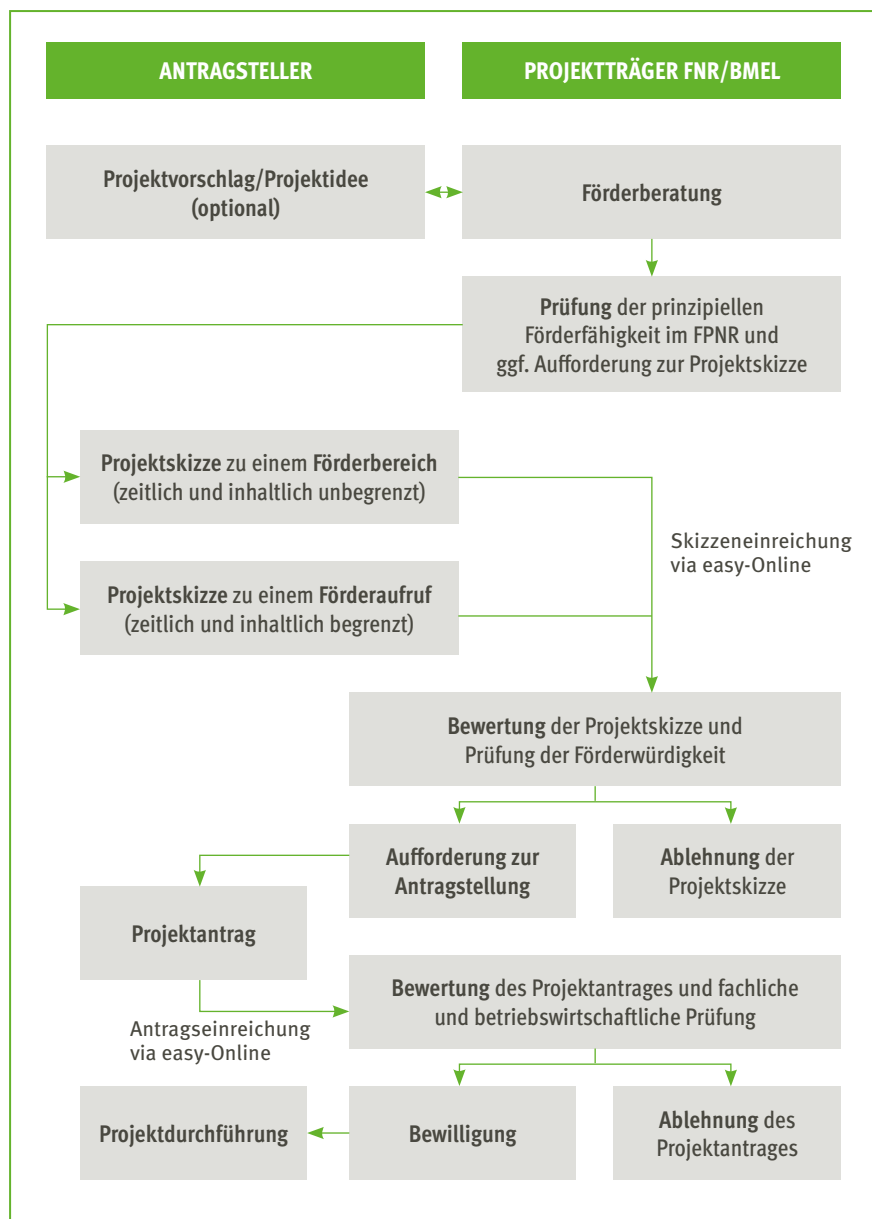 ANTRAGSTELLER
PROJEKTTRÄGER FNR/BMEL
Projektvorschlag/Projektidee
(optional)
Förderberatung
Prüfung der prinzipiellen
Förderfähigkeit im FPNR und
ggf. Aufforderung zur Projektskizze
Projektskizze zu einem Förderbereich
(zeitlich und inhaltlich unbegrenzt)
Skizzeneinreichung
via easy-Online
Projektskizze zu einem Förderaufruf
(zeitlich und inhaltlich begrenzt)
Bewertung der Projektskizze und
Prüfung der Förderwürdigkeit
Aufforderung zur
Antragstellung
Ablehnung der
Projektskizze
Projektantrag
Antragseinreichung
via easy-Online
Bewertung des Projektantrages und fachliche
und betriebswirtschaftliche Prüfung
Projektdurchführung
Bewilligung
Ablehnung des
Projektantrages